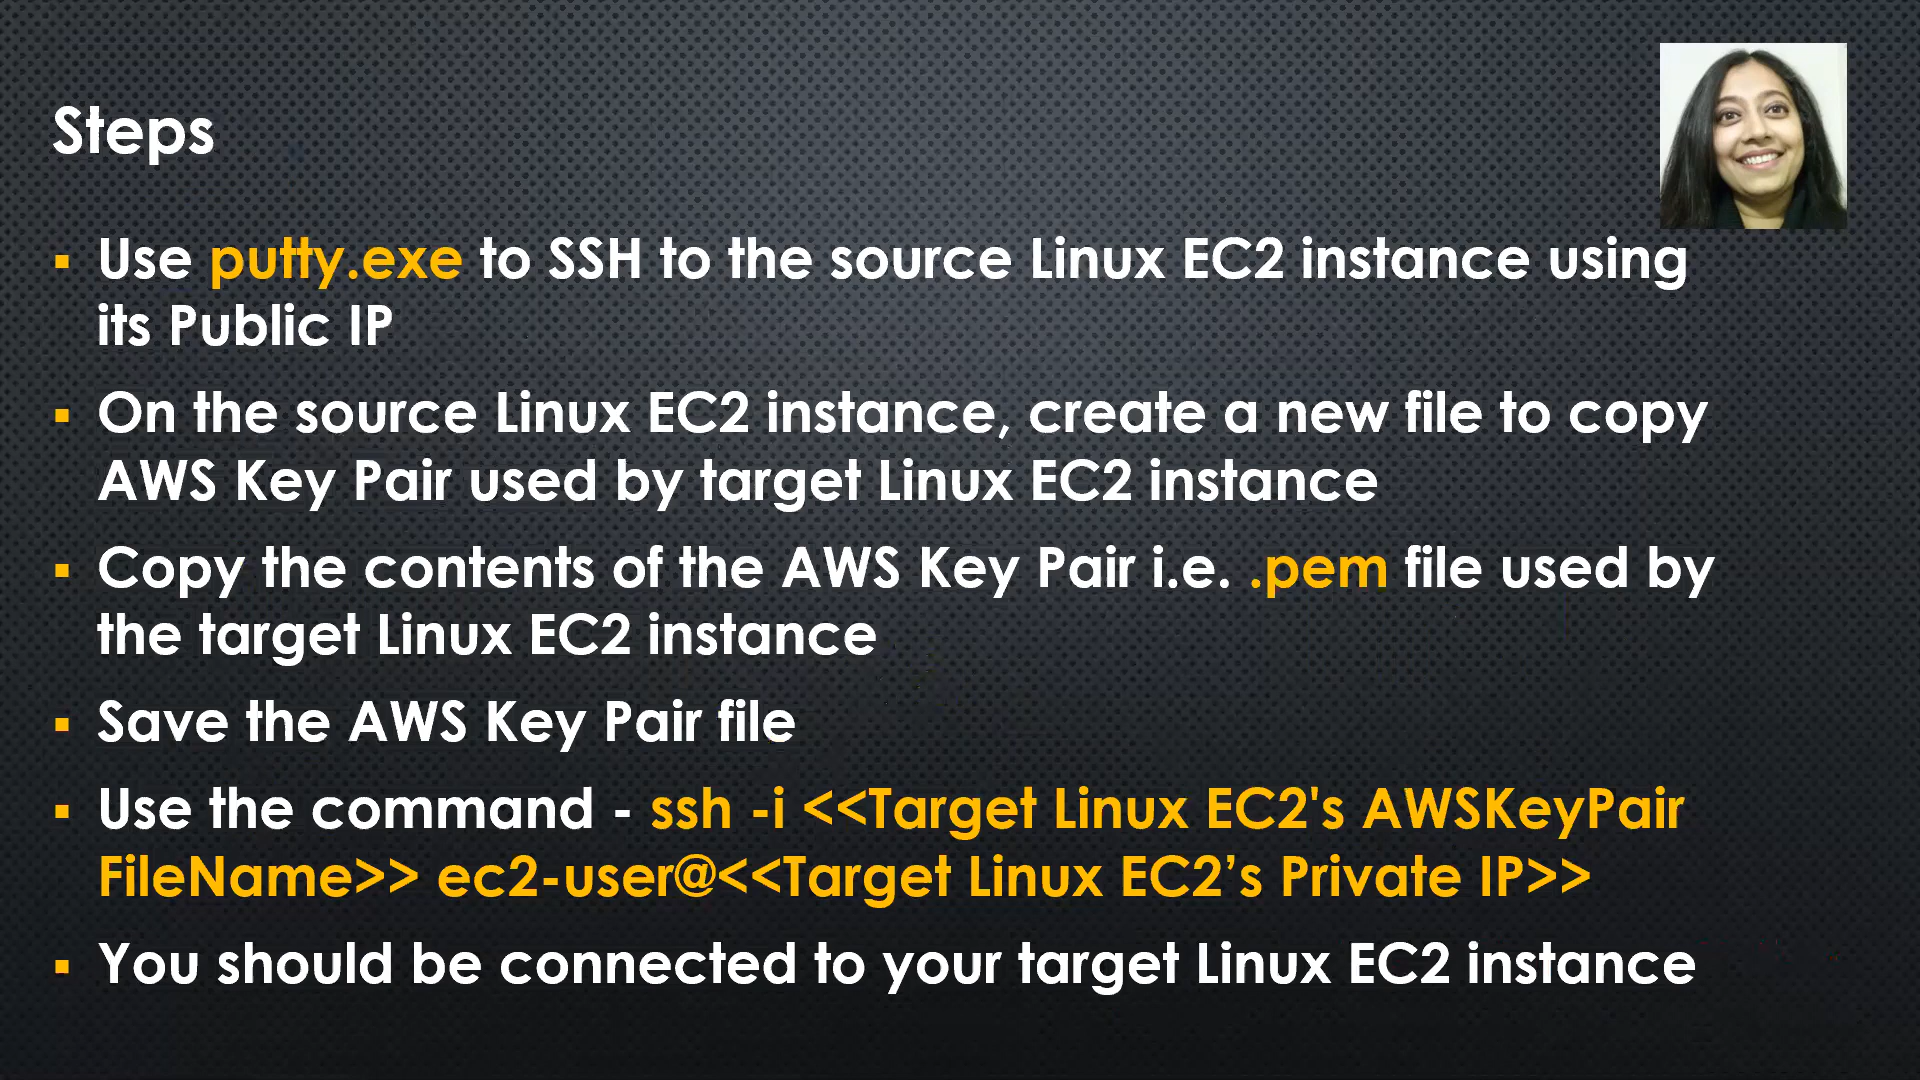 Steps
Use putty.exe to SSH to the source Linux EC2 instance using
its Public IP
On the source Linux EC2 instance, create a new file to copy
AWS Key Pair used by target Linux EC2 instance
Copy the contents of the AWS Key Pair i.e. .pem file used by
the target Linux EC2 instance
Save the AWS Key Pair file
Use the command - ssh -i <<Target Linux EC2's AWSKeyPair
FileName>> ec2-user@<<Target Linux EC2’s Private IP>>
You should be connected to your target Linux EC2 instance